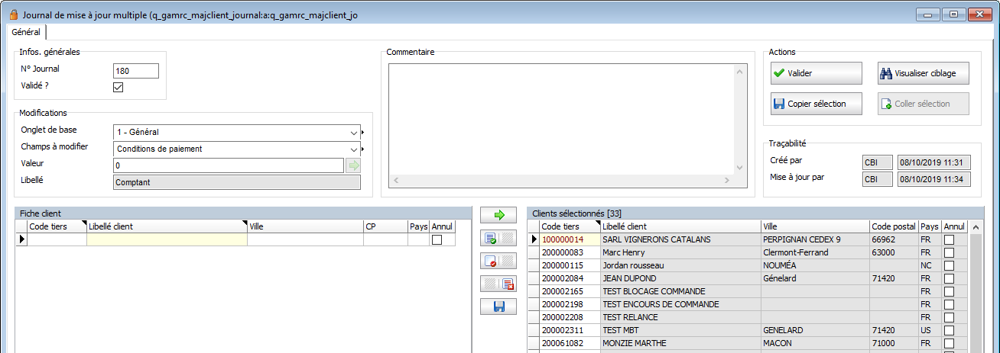 Journal de mise à jour multiple (q_gamrc_majclient_journal:a:q_gamrc_majclient_jo
Général
Infos. générales
N° Journal 180
Validé ?
Modifications
Onglet de base 1 - Général
Champs à modifier Conditions de paiement
Valeur 0
Libellé Comptant
Commentaire
Actions
Valider Visualiser ciblage
Copier sélection Coller sélection
Traçabilité
Créé par CBI 08/10/2019 11:31
Mise à jour par CBI 08/10/2019 11:34
Fiche client
Code tiers Libellé client Ville CP Pays Annul
Clients sélectionnés [33]
Code tiers Libellé client Ville Code postal Pays Annul
100000014 SARL VIGNERONS CATALANS PERPIGNAN CEDEX 9 66962 FR
200000083 Marc Henry Clermont-Ferrand 63000 FR
200000115 Jordan rousseau NOUMÉA NC
200002084 JEAN DUPOND Génelard 71420 FR
200002165 TEST BLOCAGE COMMANDE FR
200002198 TEST ENCOURS DE COMMANDE FR
200002208 TEST RELANCE FR
200002311 TEST MBT GENELARD 71420 US
200061082 MONZIE MARTHE MACON 71000 FR